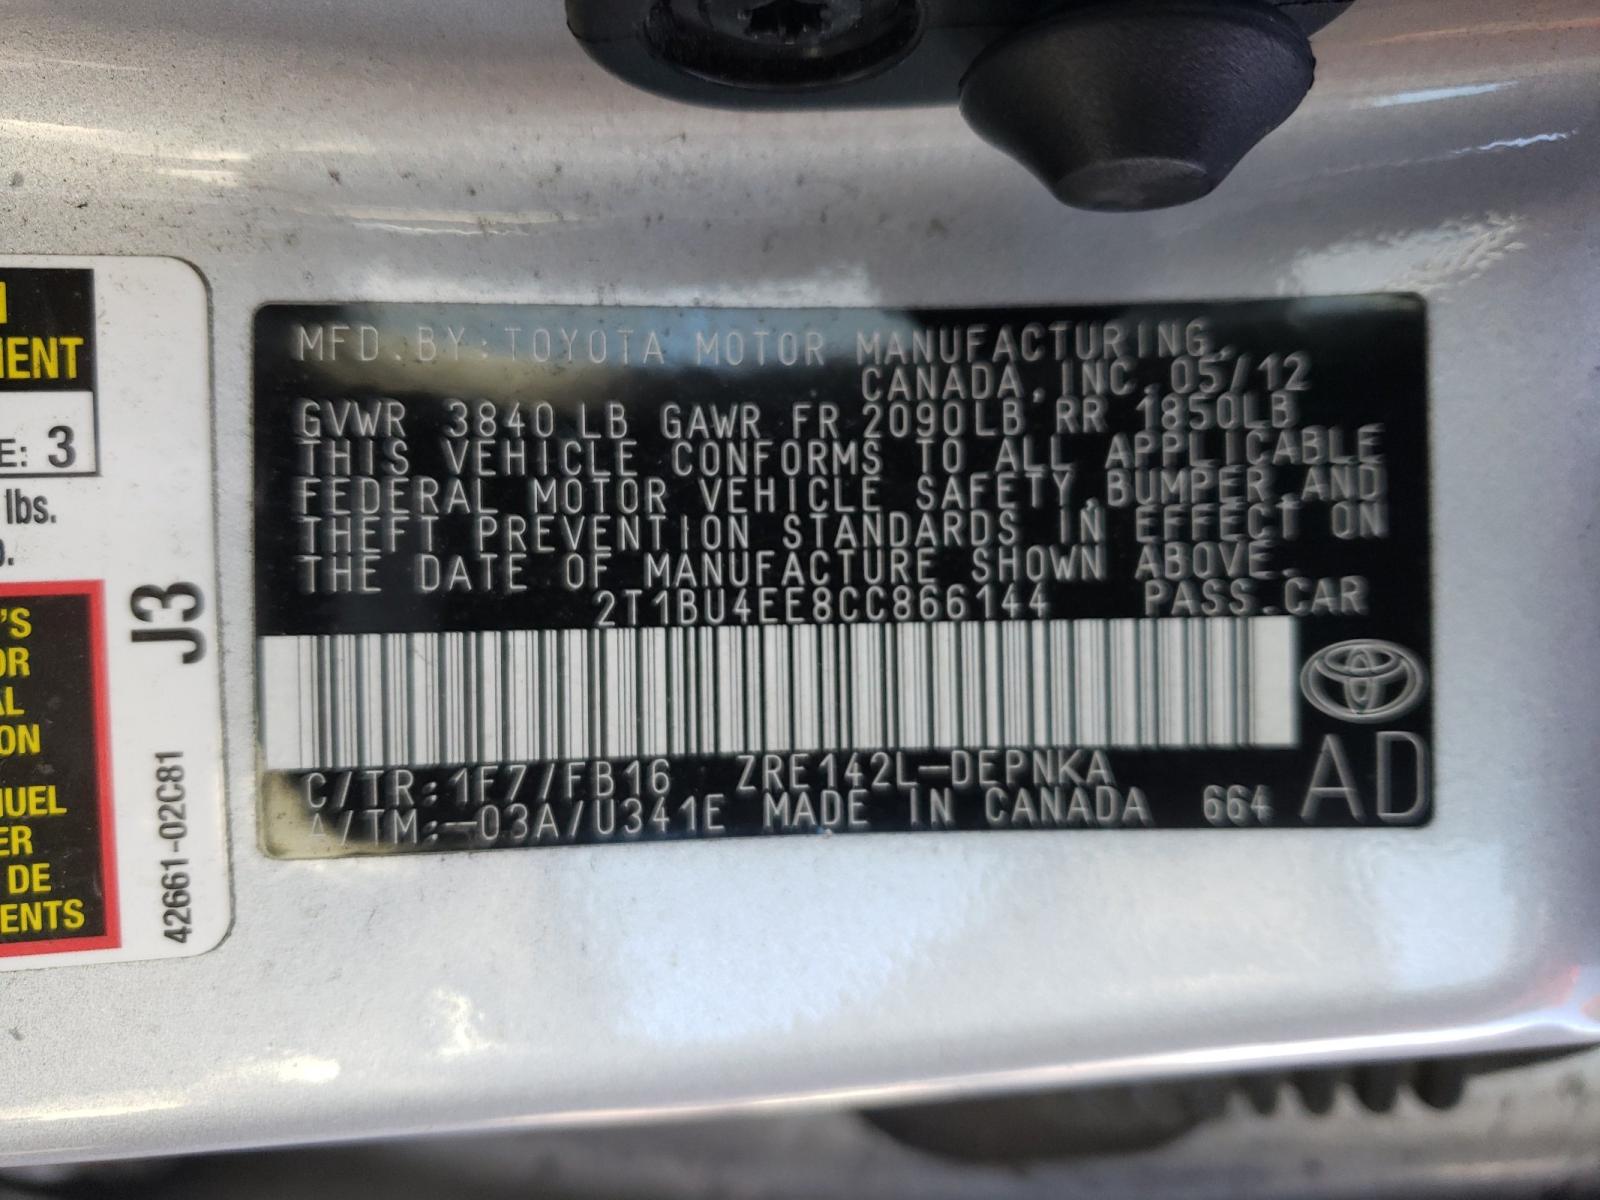 MENT
E: 3
lbs.
'S
OR
AL
ON
NUEL
ER
DE
ENTS
J3
42661-02C81
MFD.BY:TOYOTA MOTOR MANUFACTURING,
CANADA, INC. 05/12
GVWR 3840 LB GAWR FR 2090LB RR 1850LB
THIS VEHICLE CONFORMS TO ALL APPLICABLE
FEDERAL MOTOR VEHICLE SAFETY,BUMPER,AND
THEFT PREVENTION STANDARDS IN EFFECT ON
THE DATE OF MANUFACTURE SHOWN ABOVE.
2T1BU4EE8CC866144 PASS.CAR
C/TR:1F7/FB16 ZRE142L-DEPNKA
A/TM:-03A/U341E MADE IN CANADA 664
AD